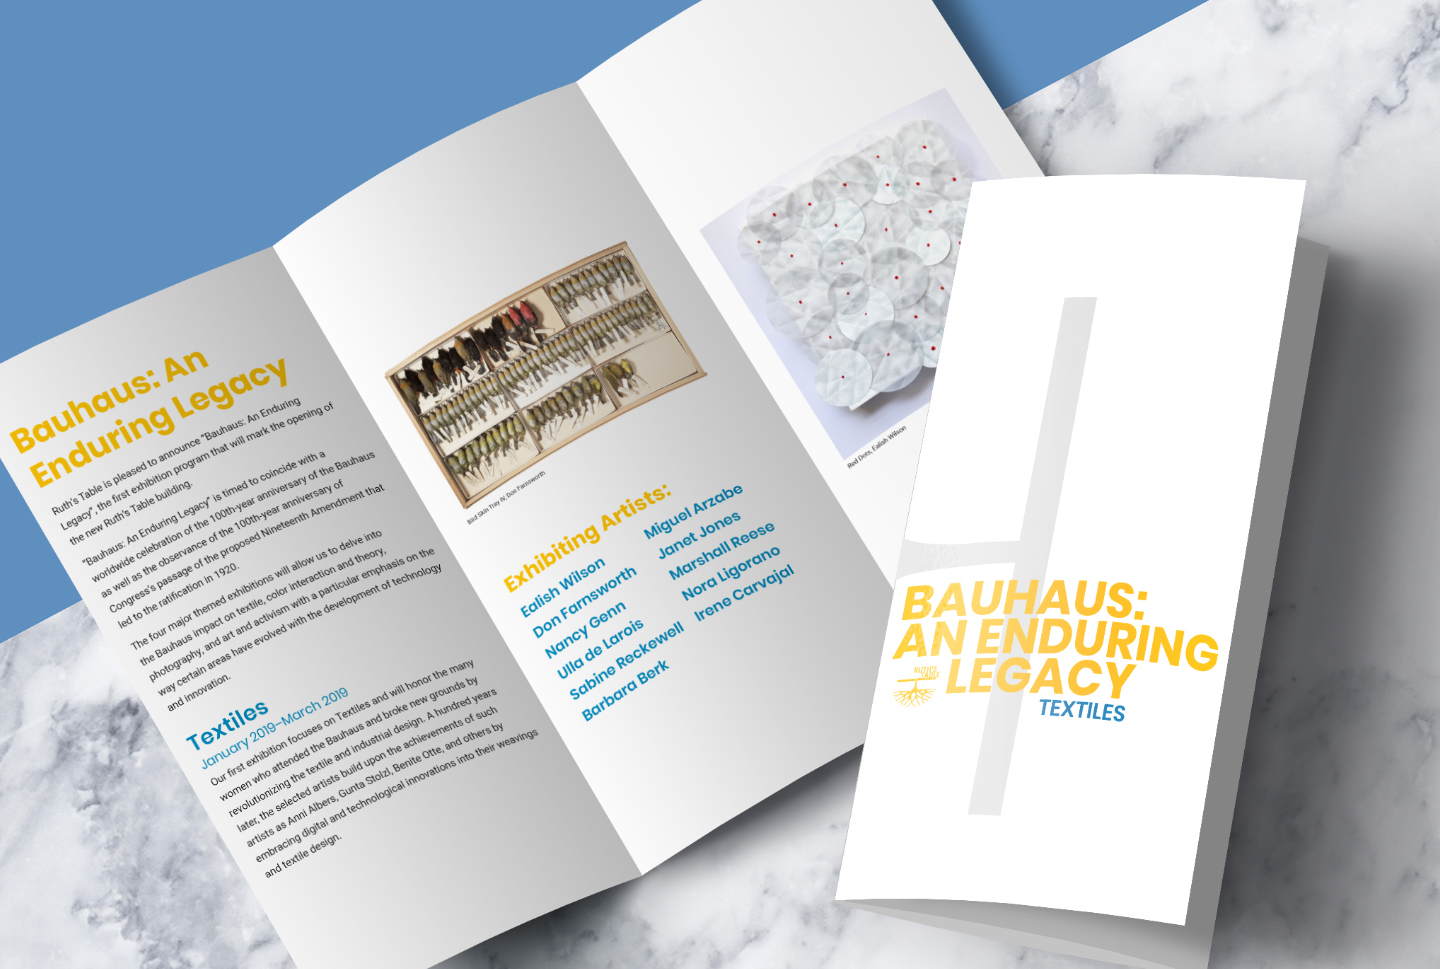 Bauhaus: An
Enduring Legacy
Ruth's Table is pleased to announce "Bauhaus: An Enduring
Legacy", the first exhibition program that will mark the opening of
the new Ruth's Table building.
"Bauhaus: An Enduring Legacy" is timed to coincide with a
worldwide celebration of the 100th-year anniversary of the Bauhaus
as well as the observance of the 100th-year anniversary of
Congress's passage of the proposed Nineteenth Amendment that
led to the ratification in 1920.
The four major themed exhibitions will allow us to delve into
the Bauhaus impact on textile, color interaction and theory,
photography, and art and activism with a particular emphasis on the
way certain areas have evolved with the development of technology
and innovation.
Textiles
January 2019–March 2019
Our first exhibition focuses on Textiles and will honor the many
women who attended the Bauhaus and broke new grounds by
revolutionizing the textile and industrial design. A hundred years
later, the selected artists build upon the achievements of such
artists as Anni Albers, Gunta Stolzl, Benite Otte, and others by
embracing digital and technological innovations into their weavings
and textile design.
Bird Skin Tray IV, Don Farnsworth
Exhibiting Artists:
Ealish Wilson
Don Farnsworth
Nancy Genn
Ulla de Larois
Sabine Reckewell
Barbara Berk
Miguel Arzabe
Janet Jones
Marshall Reese
Nora Ligorano
Irene Carvajal
Red Dots, Ealish Wilson
BAUHAUS:
AN ENDURING
LEGACY
RUTH'S
TABLE
TEXTILES